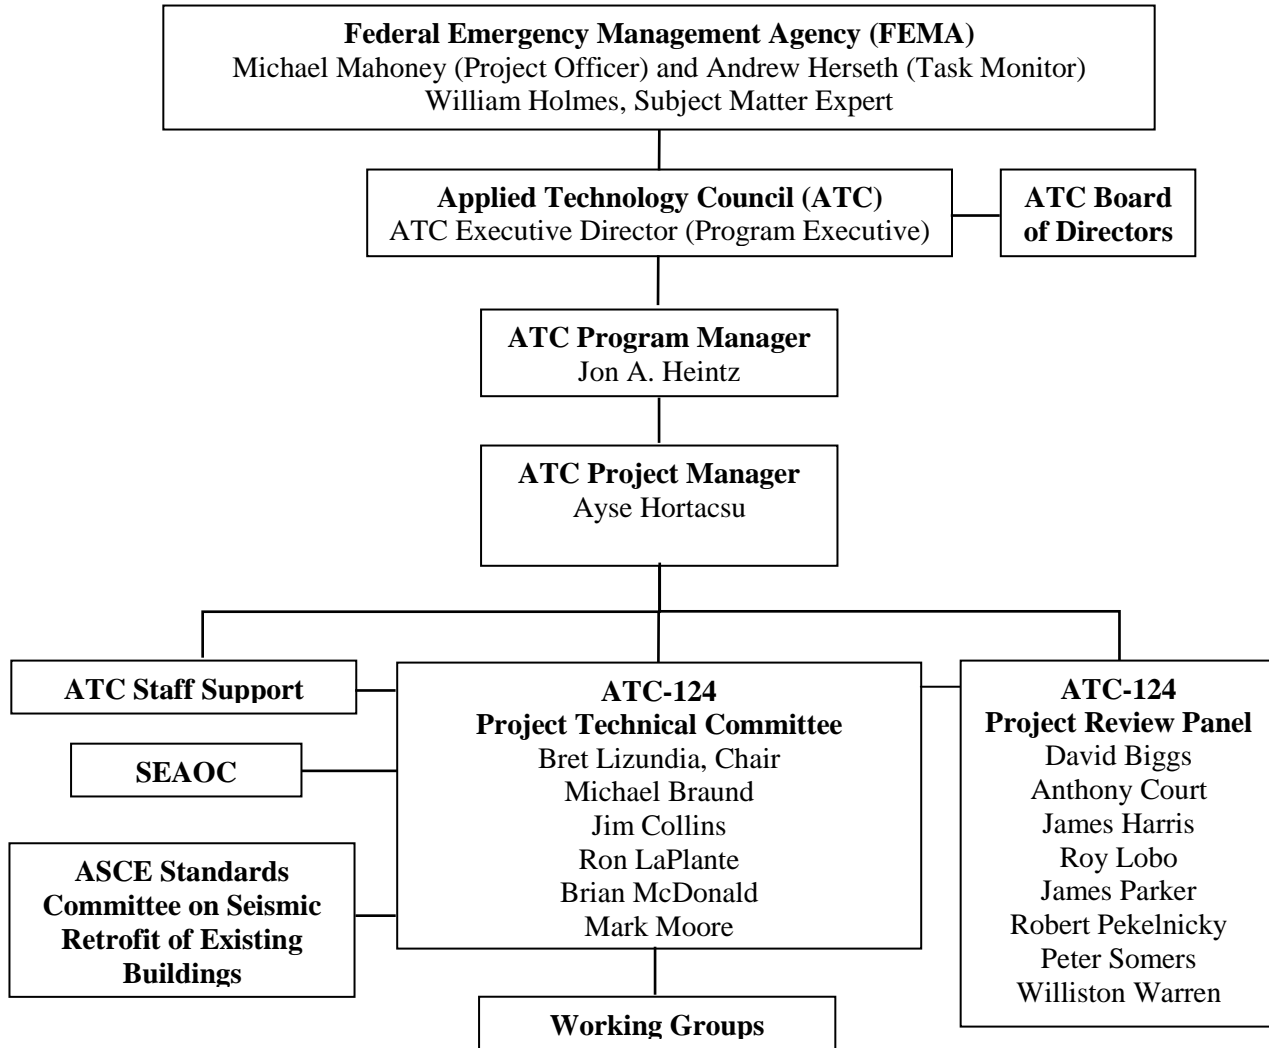 Federal Emergency Management Agency (FEMA)
Michael Mahoney (Project Officer) and Andrew Herseth (Task Monitor)
William Holmes, Subject Matter Expert
Applied Technology Council (ATC)
ATC Executive Director (Program Executive)
ATC Board
of Directors
ATC Program Manager
Jon A. Heintz
ATC Project Manager
Ayse Hortacsu
ATC Staff Support
SEAOC
ASCE Standards
Committee on Seismic
Retrofit of Existing
Buildings
ATC-124
Project Technical Committee
Bret Lizundia, Chair
Michael Braund
Jim Collins
Ron LaPlante
Brian McDonald
Mark Moore
ATC-124
Project Review Panel
David Biggs
Anthony Court
James Harris
Roy Lobo
James Parker
Robert Pekelnicky
Peter Somers
Williston Warren
Working Groups